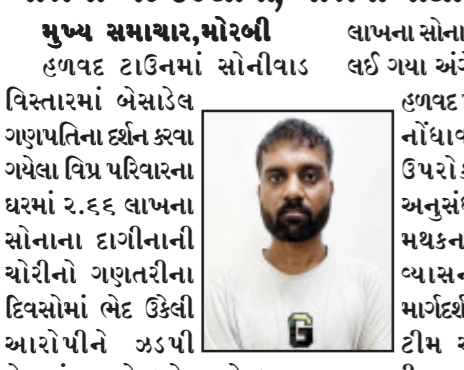 મુખ્ય સમાચાર,મોરબી
હળવદ ટાઉનમાં સોનીવાડ
વિસ્તારમાં બેસાડેલ
ગણપતિના દર્શન કરવા
ગયેલા વિપ્ર પરિવારના
ઘરમાં ૨.૬૬ લાખના
સોનાના દાગીનાની
ચોરીનો ગણતરીના
દિવસોમાં ભેદ ઉકેલી
આરોપીને ઝડપી
G
લાખના સોના
લઈ ગયા અંગે
હળવદ
નોંધાવ
ઉપરોક
અનુસં
મથકન
વ્યાસન
માર્ગદર્શ
ટીમ